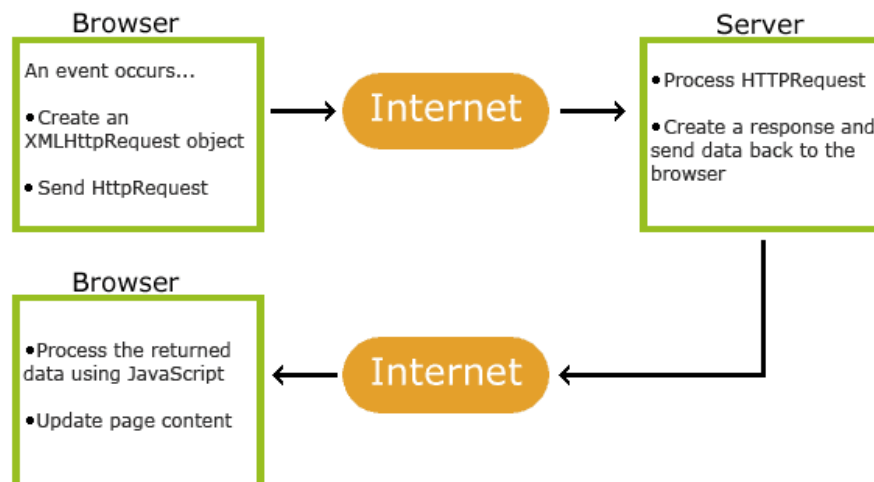 Browser
An event occurs...
•Create an
XMLHttpRequest object
• Send HttpRequest
Internet
Server
•Process HTTPRequest
•Create a response and
send data back to the
browser
Browser
•Process the returned
data using JavaScript
•Update page content
Internet